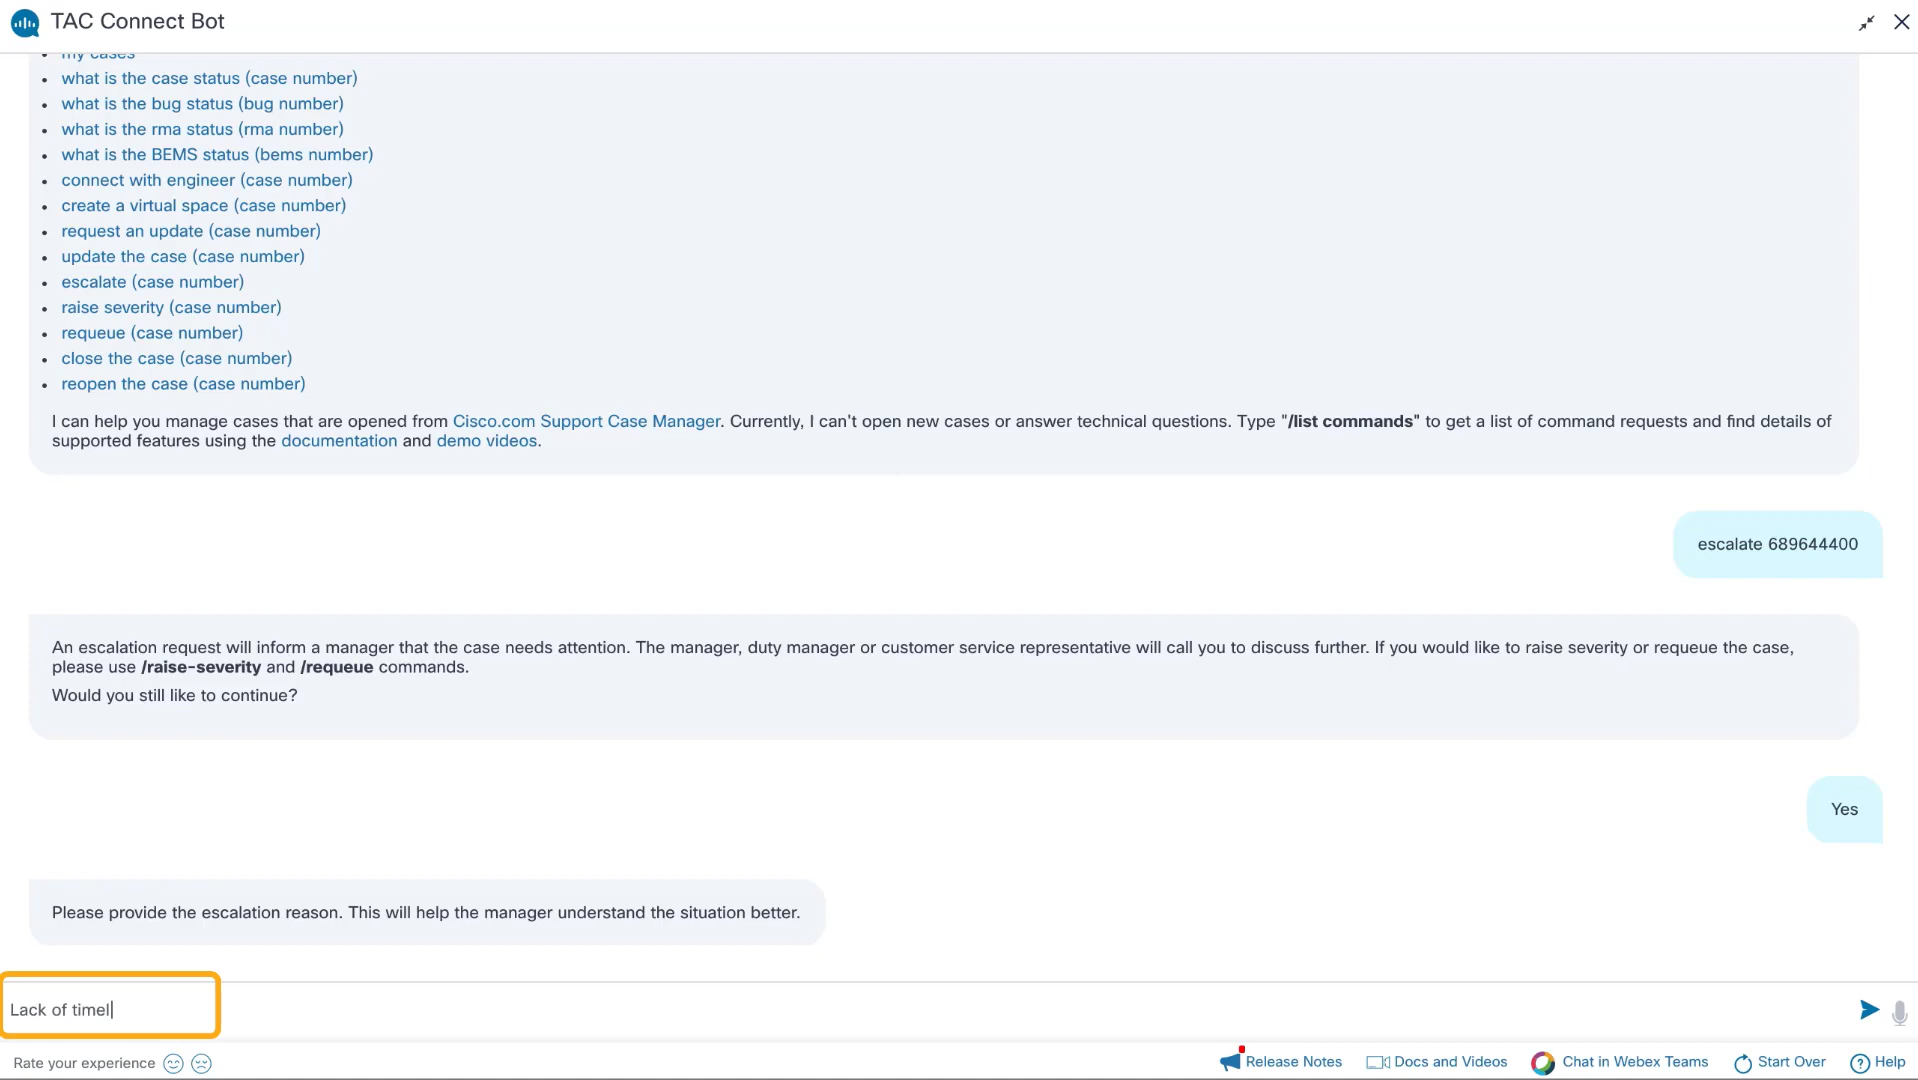 TAC Connect Bot
my cases
what is the case status (case number)
what is the bug status (bug number)
what is the rma status (rma number)
what is the BEMS status (bems number)
connect with engineer (case number)
create a virtual space (case number)
request an update (case number)
update the case (case number)
escalate (case number)
raise severity (case number)
requeue (case number)
close the case (case number)
reopen the case (case number)
I can help you manage cases that are opened from Cisco.com Support Case Manager. Currently, I can't open new cases or answer technical questions. Type "/list commands" to get a list of command requests and find details of
supported features using the documentation and demo videos.
escalate 689644400
An escalation request will inform a manager that the case needs attention. The manager, duty manager or customer service representative will call you to discuss further. If you would like to raise severity or requeue the case,
please use /raise-severity and /requeue commands.
Would you still like to continue?
Yes
Please provide the escalation reason. This will help the manager understand the situation better.
Lack of timel
Rate your experience
Release Notes
Docs and Videos
Chat in Webex Teams
Start Over
Help